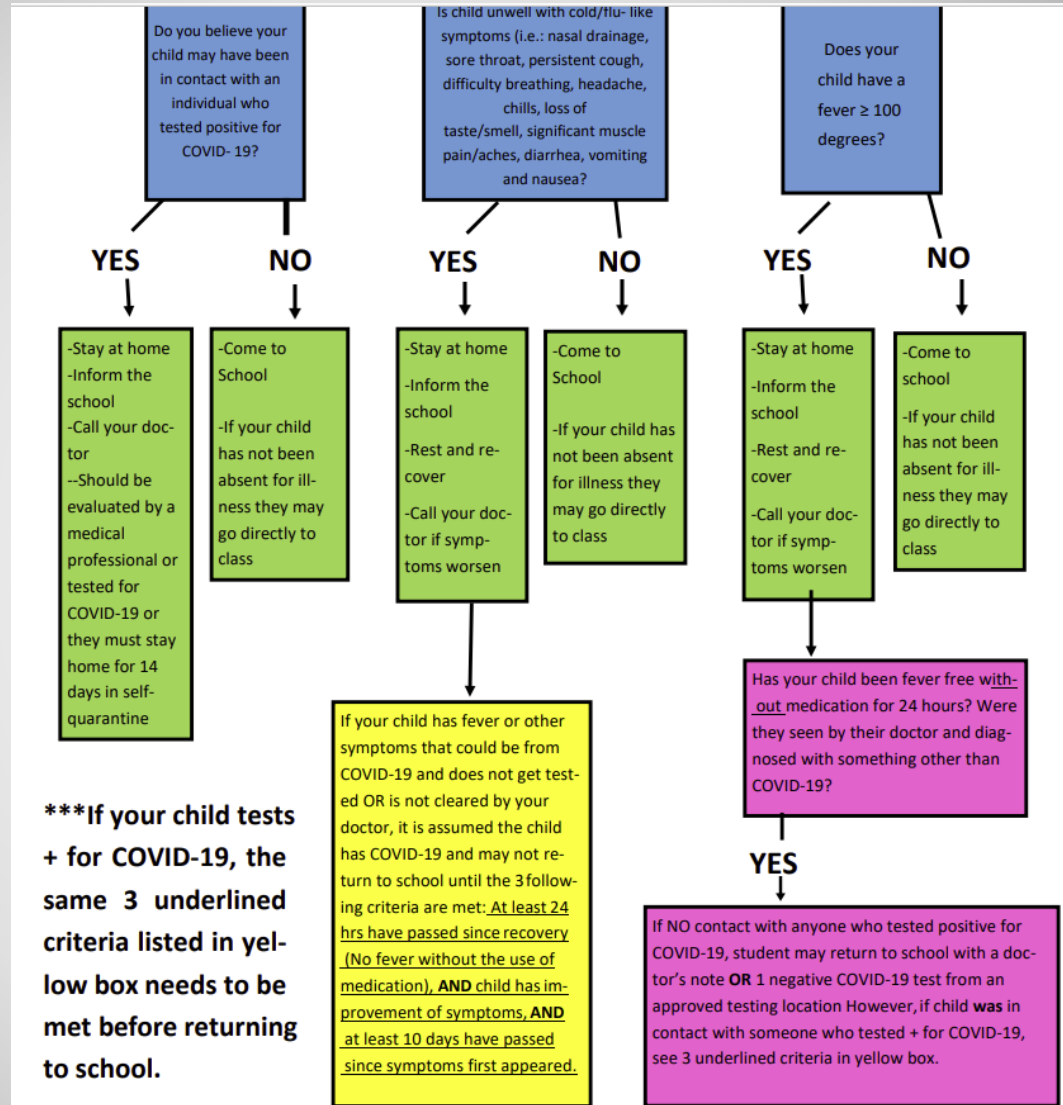 Do you believe your
child may have been
in contact with an
individual who
tested positive for
COVID- 19?
Is child unwell with cold/flu- like
symptoms (i.e.: nasal drainage,
sore throat, persistent cough,
difficulty breathing, headache,
chills, loss of
taste/smell, significant muscle
pain/aches, diarrhea, vomiting
and nausea?
Does your
child have a
fever ≥ 100
degrees?
YES
NO
YES
NO
YES
NO
-Stay at home
-Inform the
school
-Call your doc-
tor
--Should be
evaluated by a
medical
professional or
tested for
COVID-19 or
they must stay
home for 14
days in self-
quarantine
-Come to
School
-If your child
has not been
absent for ill-
ness they may
go directly to
class
-Stay at home
-Inform the
school
-Rest and re-
cover
-Call your doc-
tor if symp-
toms worsen
-Come to
School
-If your child has
not been absent
for illness they
may go directly
to class
-Stay at home
-Inform the
school
-Rest and re-
cover
-Call your doc-
tor if symp-
toms worsen
-Come to
school
-If your child
has not been
absent for ill-
ness they may
go directly to
class
If your child has fever or other
symptoms that could be from
COVID-19 and does not get test-
ed OR is not cleared by your
doctor, it is assumed the child
has COVID-19 and may not re-
turn to school until the 3 follow-
ing criteria are met: At least 24
hrs have passed since recovery
(No fever without the use of
medication), AND child has im-
provement of symptoms, AND
at least 10 days have passed
since symptoms first appeared.
Has your child been fever free with-
out medication for 24 hours? Were
they seen by their doctor and diag-
nosed with something other than
COVID-19?
YES
If NO contact with anyone who tested positive for
COVID-19, student may return to school with a doc-
tor's note OR 1 negative COVID-19 test from an
approved testing location However, if child was in
contact with someone who tested + for COVID-19,
see 3 underlined criteria in yellow box.
***If your child tests
+ for COVID-19, the
same 3 underlined
criteria listed in yel-
low box needs to be
met before returning
to school.